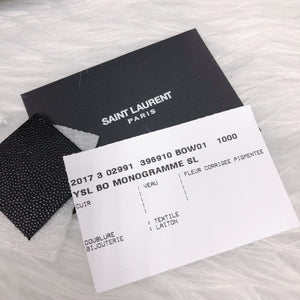 SAINT LAURENT
PARIS
2017 3 02991 396910 BOW01 1000
YSL BO MONOGRAMME SL
CUIR : VEAU : FLEUR CORRIGEE PIGMENTEE
DOUBLURE : TEXTILE
BIJOUTERIE : LAITON